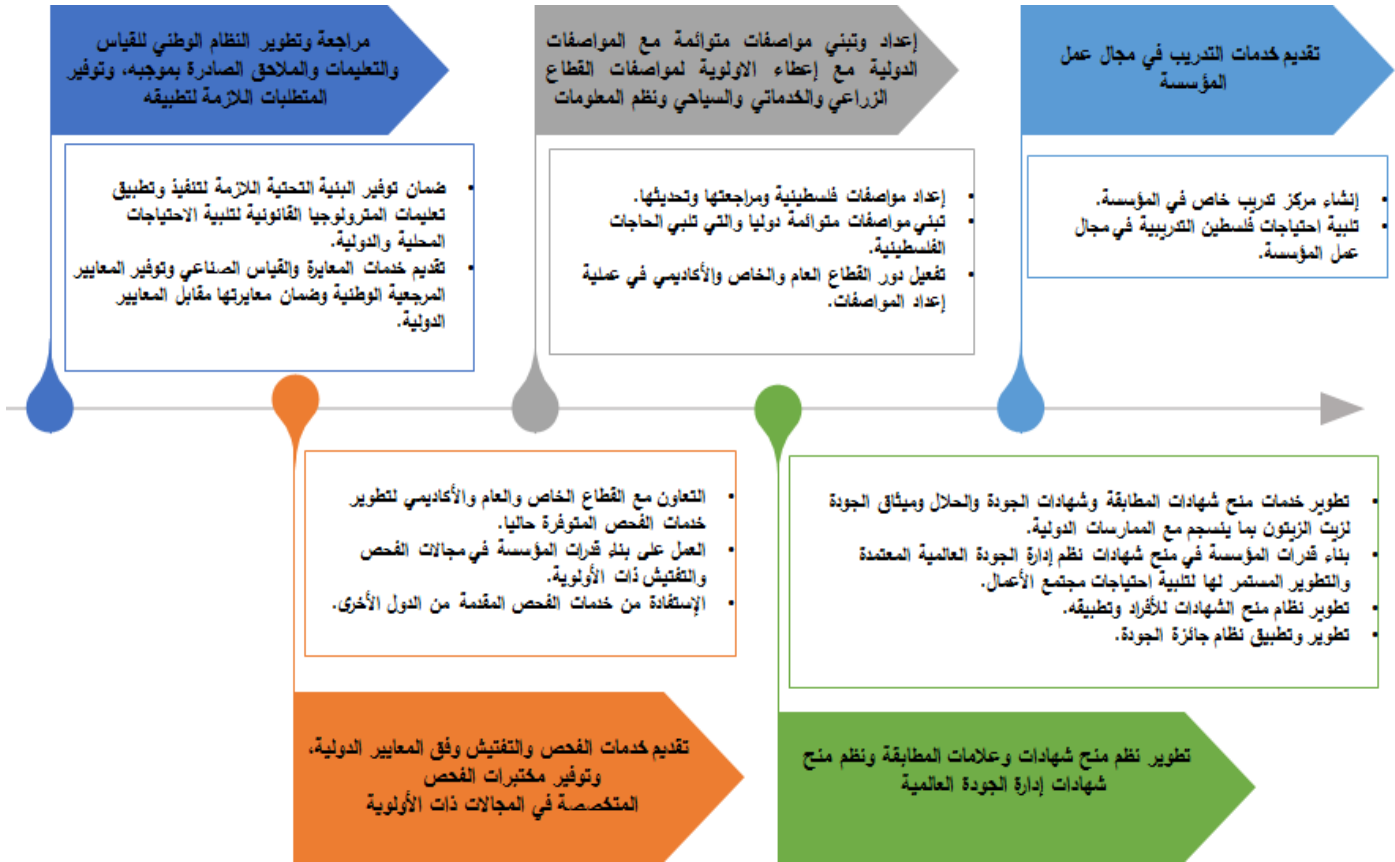 مراجعة وتطوير النظام الوطني للقياس
والتعليمات والملاحق الصادرة بموجبه، وتوفير
المتطلبات اللازمة لتطبيقه
• ضمان توفير البنية التحتية اللازمة لتنفيذ وتطبيق
تعليمات المترولوجيا القانونية لتلبية الاحتياجات
المحلية والدولية.
• تقديم خدمات المعايرة والقياس الصناعي وتوفير المعايير
المرجعية الوطنية وضمان معايرتها مقابل المعايير
الدولية.
إعداد وتبني مواصفات متوائمة مع المواصفات
الدولية مع إعطاء الاولوية لمواصفات القطاع
الزراعي والخدماتي والسياحي ونظم المعلومات
• إعداد مواصفات فلسطينية ومراجعتها وتحديثها.
• تبني مواصفات متوائمة دوليا والتي تلبي الحاجات
الفلسطينية.
• تفعيل دور القطاع العام والخاص والأكاديمي في عملية
إعداد المواصفات.
تقديم خدمات التدريب في مجال عمل
المؤسسة
• إنشاء مركز تدريب خاص في المؤسسة.
• تلبية احتياجات فلسطين التدريبية في مجال
عمل المؤسسة.
• التعاون مع القطاع الخاص والعام والأكاديمي لتطوير
خدمات الفحص المتوفرة حاليا.
• العمل على بناء قدرات المؤسسة في مجالات الفحص
والتفتيش ذات الأولوية.
• الإستفادة من خدمات الفحص المقدمة من الدول الأخرى.
تقديم خدمات الفحص والتفتيش وفق المعايير الدولية،
وتوفير مختبرات الفحص
المتخصصة في المجالات ذات الأولوية
• تطوير خدمات منح شهادات المطابقة وشهادات الجودة والحلال وميثاق الجودة
لزيت الزيتون بما ينسجم مع الممارسات الدولية.
• بناء قدرات المؤسسة في منح شهادات نظم إدارة الجودة العالمية المعتمدة
والتطوير المستمر لها لتلبية احتياجات مجتمع الأعمال.
• تطوير نظام منح الشهادات للأفراد وتطبيقه.
• تطوير وتطبيق نظام جائزة الجودة.
تطوير نظم منح شهادات وعلامات المطابقة ونظم منح
شهادات إدارة الجودة العالمية